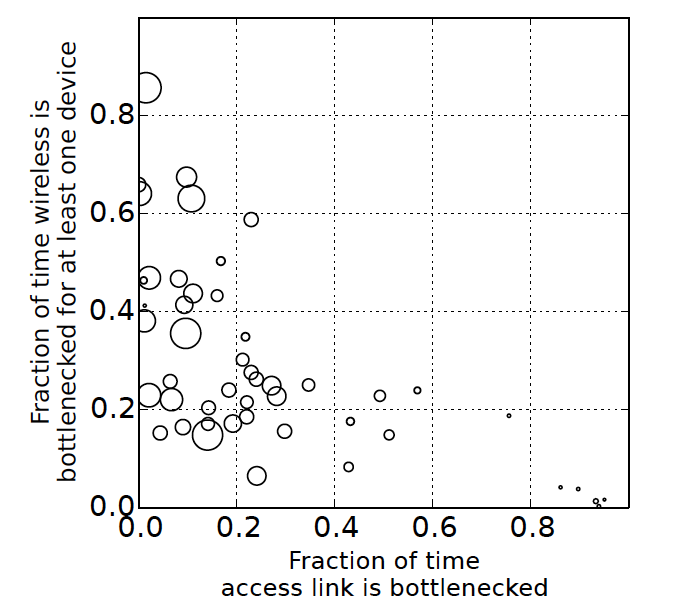 Fraction of time wireless is
bottlenecked for at least one device
0.8
0.6
0.4
0.2
0.0
0.0 0.2 0.4 0.6 0.8
Fraction of time
access link is bottlenecked